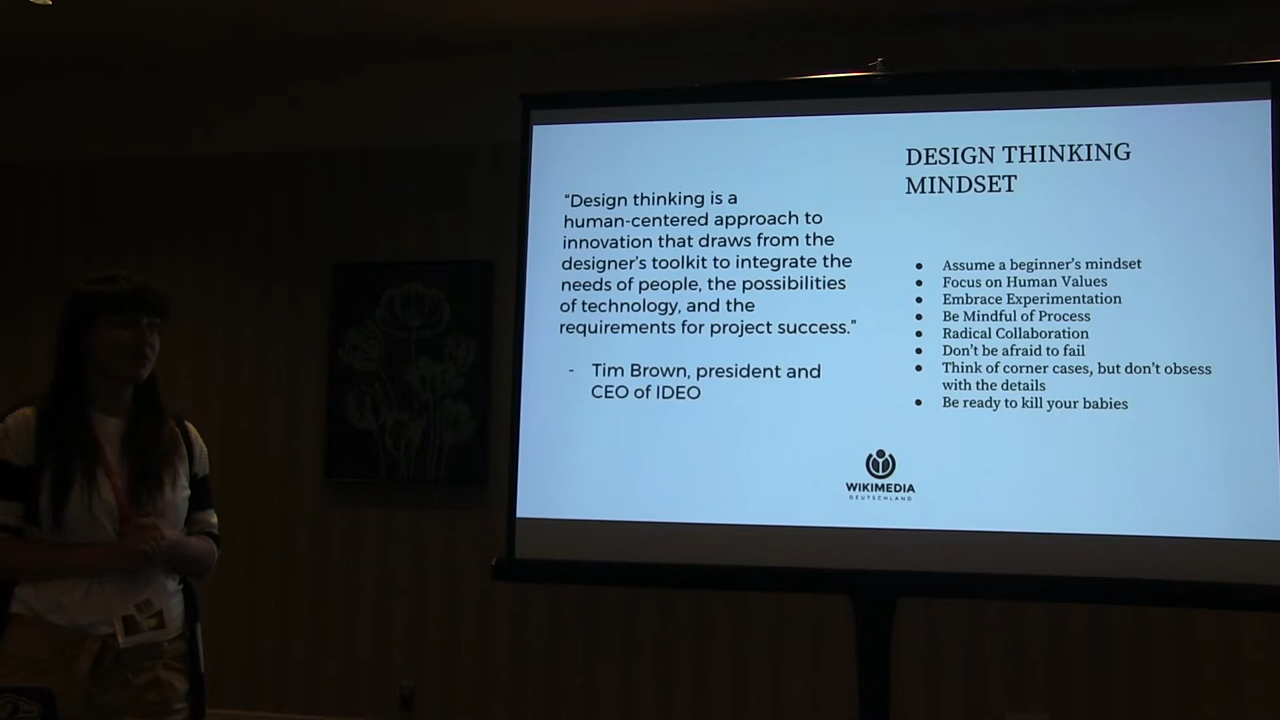 “Design thinking is a
human-centered approach to
innovation that draws from the
designer’s toolkit to integrate the
needs of people, the possibilities
of technology, and the
requirements for project success.”
- Tim Brown, president and
CEO of IDEO
DESIGN THINKING
MINDSET
● Assume a beginner’s mindset
● Focus on Human Values
● Embrace Experimentation
● Be Mindful of Process
● Radical Collaboration
● Don’t be afraid to fail
● Think of corner cases, but don’t obsess
with the details
● Be ready to kill your babies
WIKIMEDIA
DEUTSCHLAND